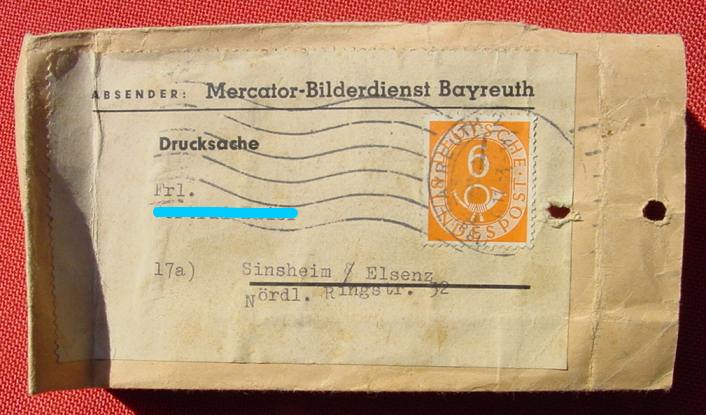 ABSENDER: Mercator-Bilderdienst Bayreuth
Drucksache
Frl.
17a) Sinsheim / Elsenz
Nördl. Ringstr. 32
DEUTSCHE BUNDESPOST
6